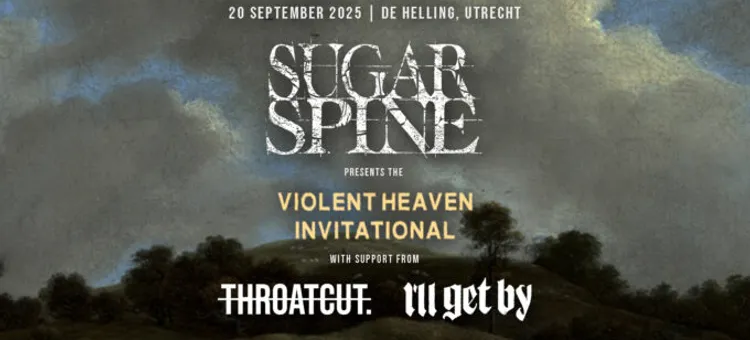 20 SEPTEMBER 2025 | DE HELLING, UTRECHT
SUGAR
SPINE
PRESENTS THE
VIOLENT HEAVEN
INVITATIONAL
WITH SUPPORT FROM
THROATCUT. I'll get by